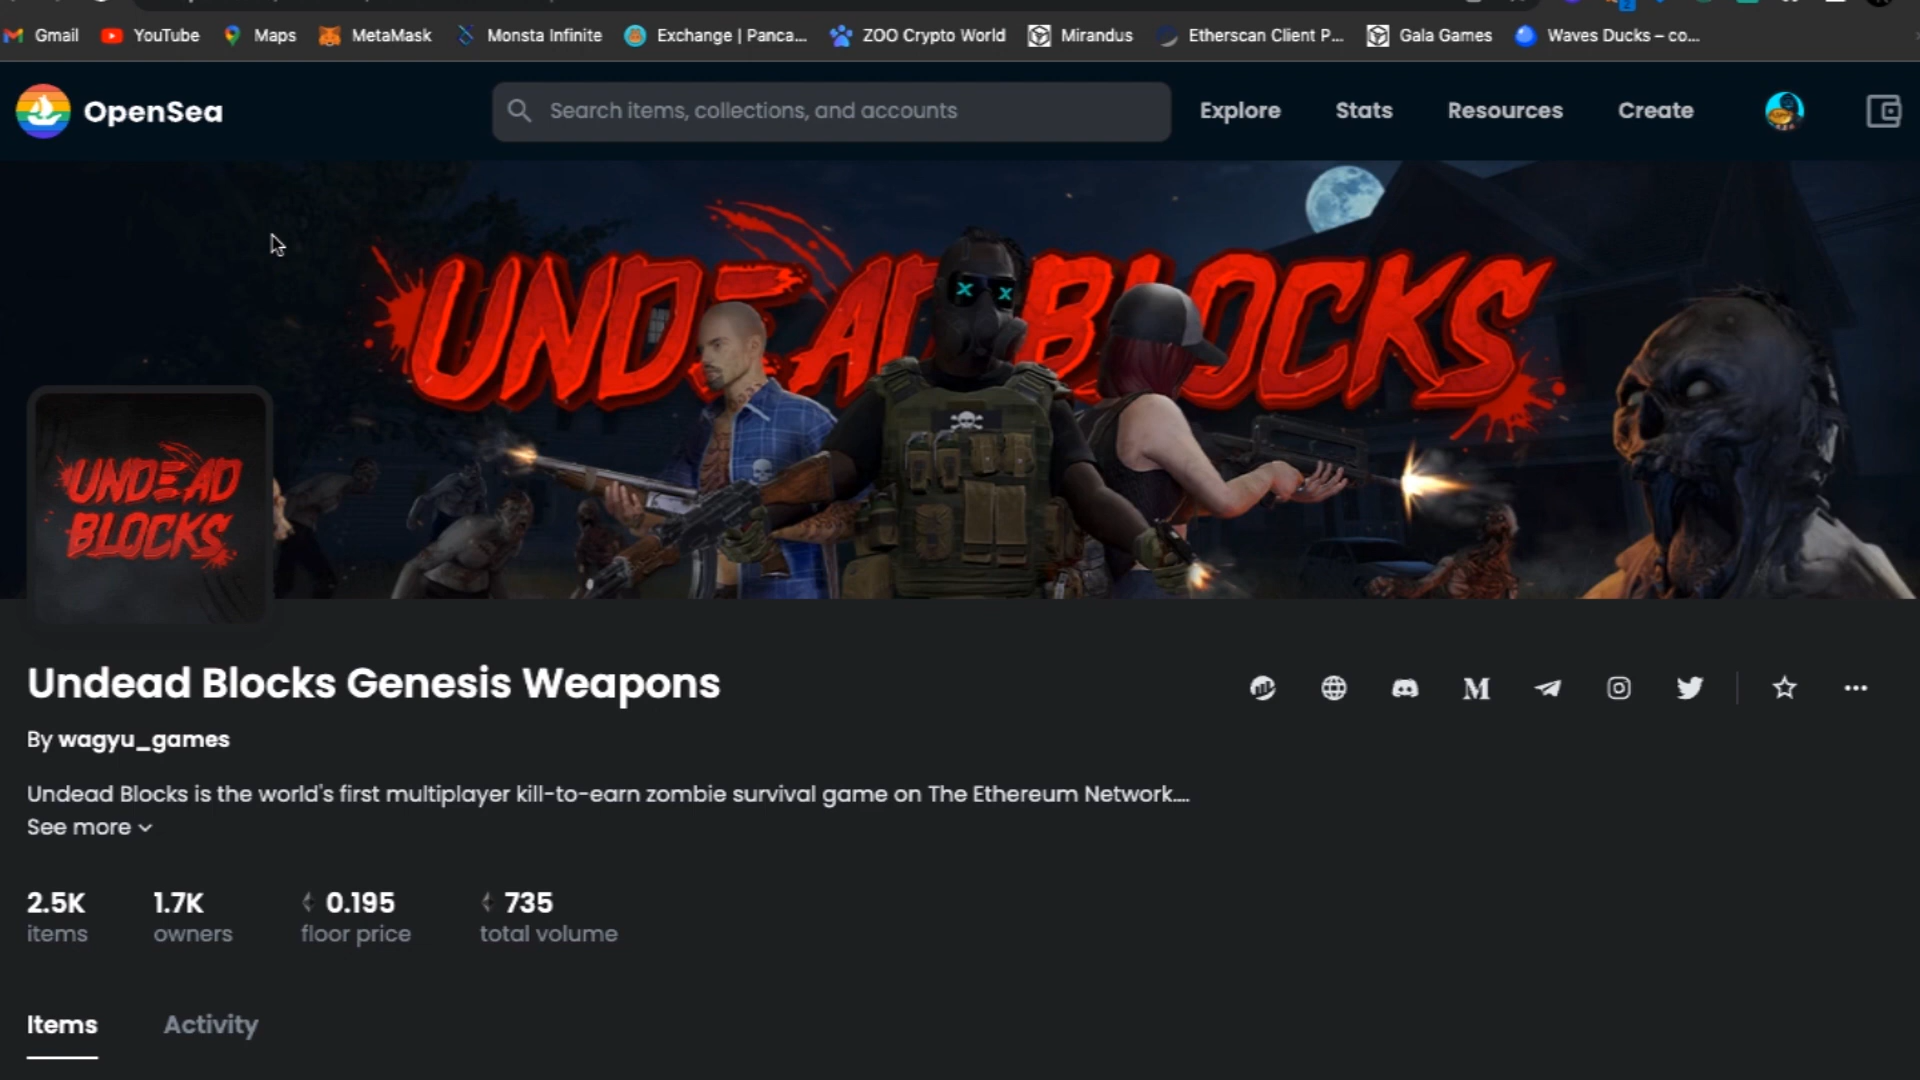 Gmail YouTube Maps MetaMask Monsta Infinite Exchange | Panca... ZOO Crypto World Mirandus Etherscan Client P... Gala Games Waves Ducks – co...
OpenSea Search items, collections, and accounts Explore Stats Resources Create
UNDEAD BLOCKS
UNDEAD
BLOCKS
Undead Blocks Genesis Weapons
By wagyu_games
Undead Blocks is the world's first multiplayer kill-to-earn zombie survival game on The Ethereum Network....
See more
2.5K 1.7K 0.195 735
items owners floor price total volume
Items Activity